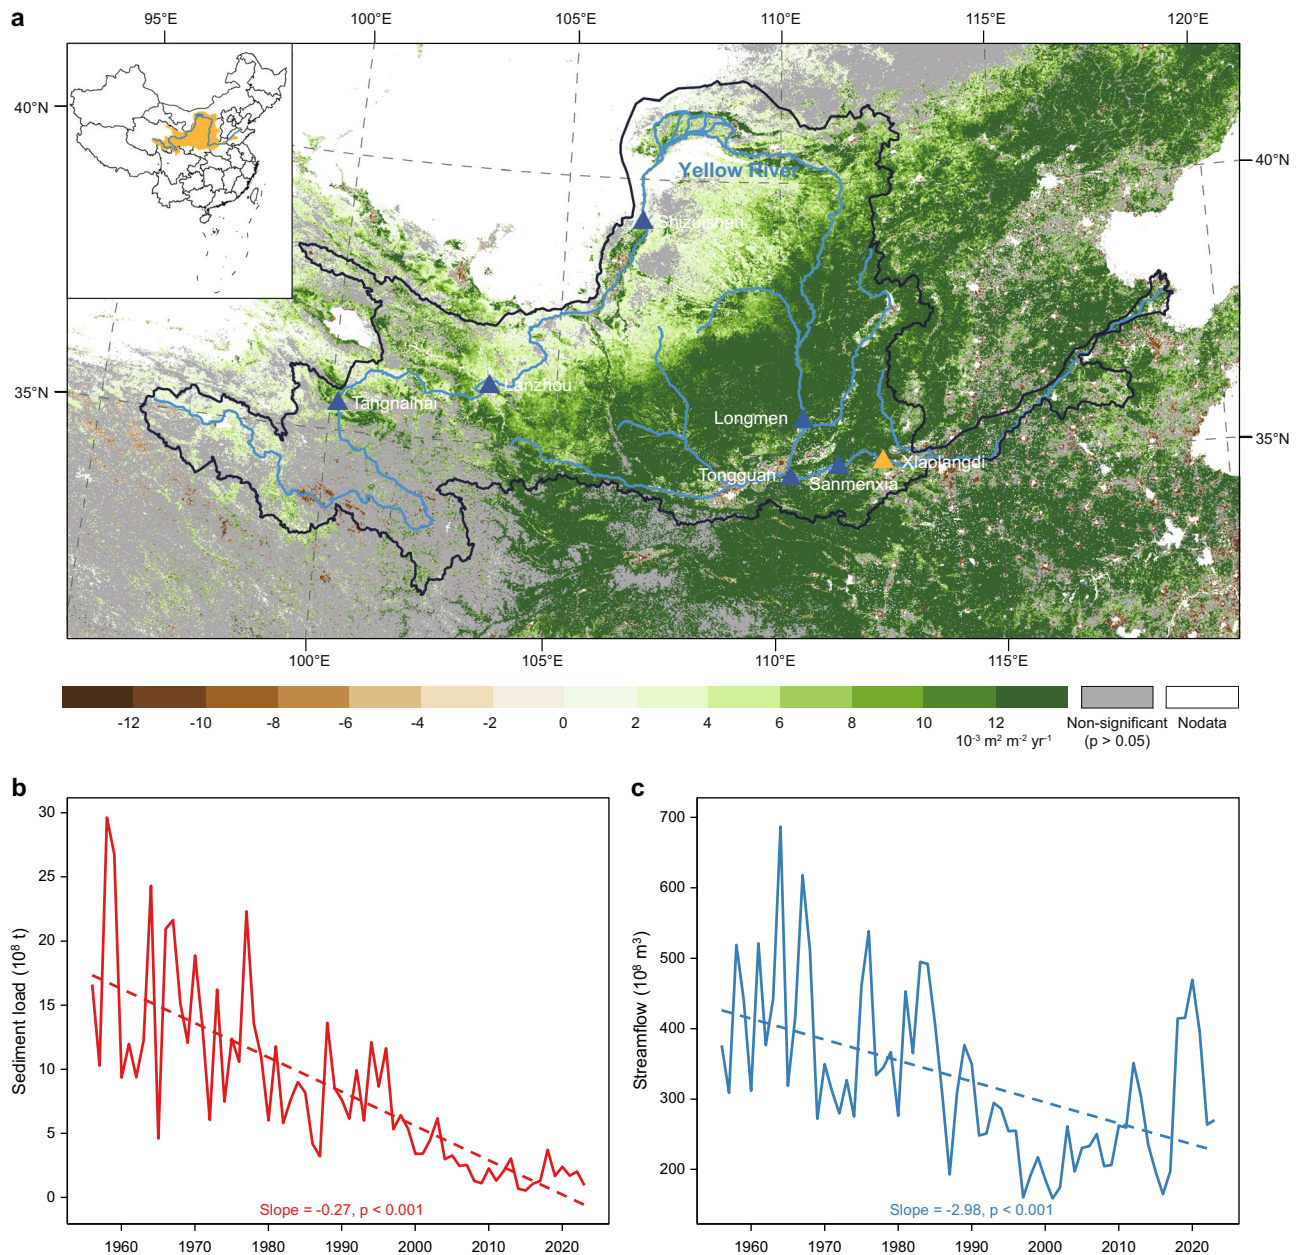 a
95°E 100°E 105°E 110°E 115°E 120°E
40°N
40°N
Yellow River
Shizuishan
35°N
Lanzhou
Tangnaihai
Longmen
35°N
Tongguan
Sanmenxia
Xiaolangdi
100°E 105°E 110°E 115°E
-12 -10 -8 -6 -4 -2 0 2 4 6 8 10 12
10⁻³ m² m⁻² yr⁻¹
Non-significant
(p > 0.05)
Nodata
b
Sediment load (10⁸ t)
30
25
20
15
10
5
0
Slope = -0.27, p < 0.001
1960 1970 1980 1990 2000 2010 2020
c
Streamflow (10⁸ m³)
700
600
500
400
300
200
Slope = -2.98, p < 0.001
1960 1970 1980 1990 2000 2010 2020